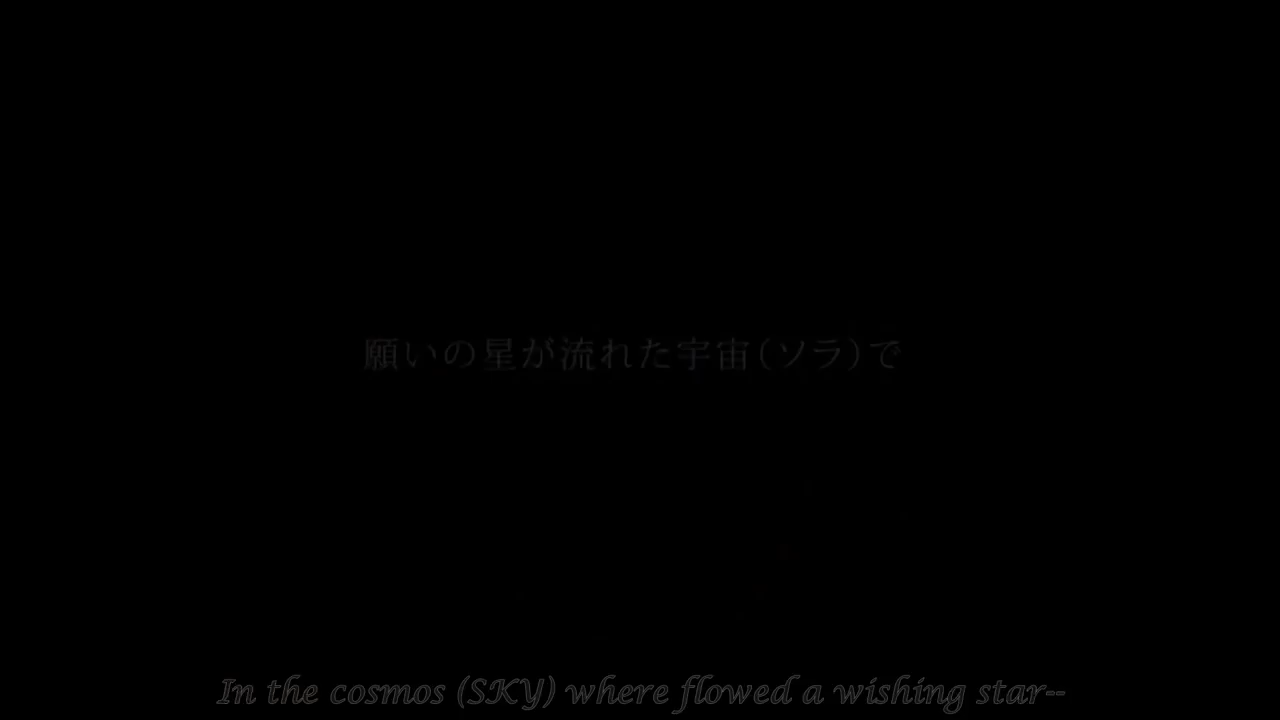 願いの星が流れた宇宙(ソラ)で
In the cosmos (SKY) where flowed a wishing star--